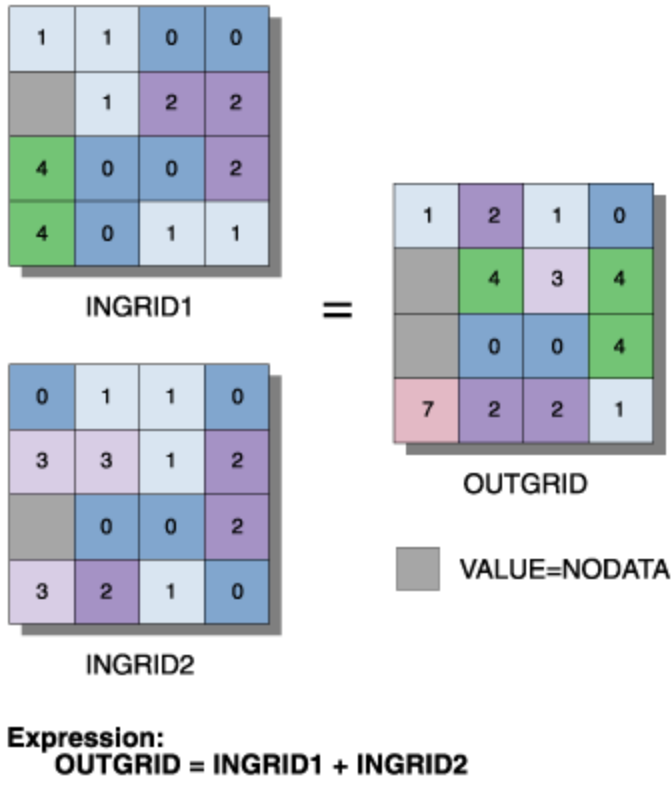 1 1 0 0
1 2 2
4 0 0 2
4 0 1 1
INGRID1
0 1 1 0
3 3 1 2
0 0 2
3 2 1 0
INGRID2
=
1 2 1 0
4 3 4
0 0 4
7 2 2 1
OUTGRID
VALUE=NODATA
Expression:
OUTGRID = INGRID1 + INGRID2